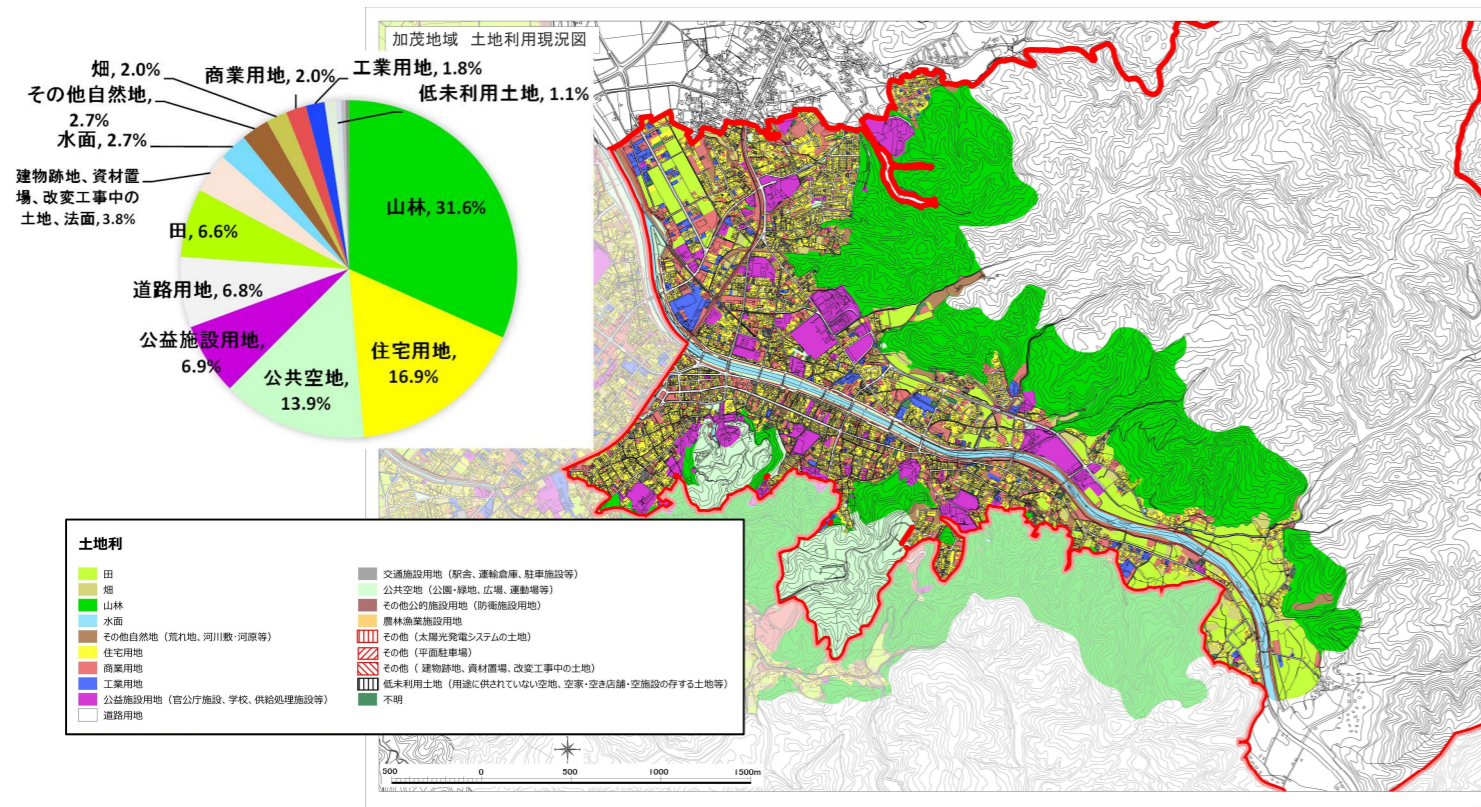 加茂地域 土地利用現況図
畑, 2.0%
商業用地, 2.0%
工業用地, 1.8%
その他自然地,
2.7%
低未利用土地, 1.1%
水面, 2.7%
建物跡地、資材置
場、改変工事中の
土地、法面, 3.8%
山林, 31.6%
田, 6.6%
道路用地, 6.8%
公益施設用地,
6.9%
住宅用地,
16.9%
公共空地,
13.9%
土地利
田
畑
山林
水面
その他自然地（荒れ地、河川敷・河原等）
住宅用地
商業用地
工業用地
公益施設用地（官公庁施設、学校、供給処理施設等）
道路用地
交通施設用地（駅舎、運輸倉庫、駐車施設等）
公共空地（公園・緑地、広場、運動場等）
その他公的施設用地（防衛施設用地）
農林漁業施設用地
その他（太陽光発電システムの土地）
その他（平面駐車場）
その他（ 建物跡地、資材置場、改変工事中の土地）
低未利用土地（用途に供されていない空地、空家・空き店舗・空施設の存する土地等）
不明
500 0 500 1000 1500m